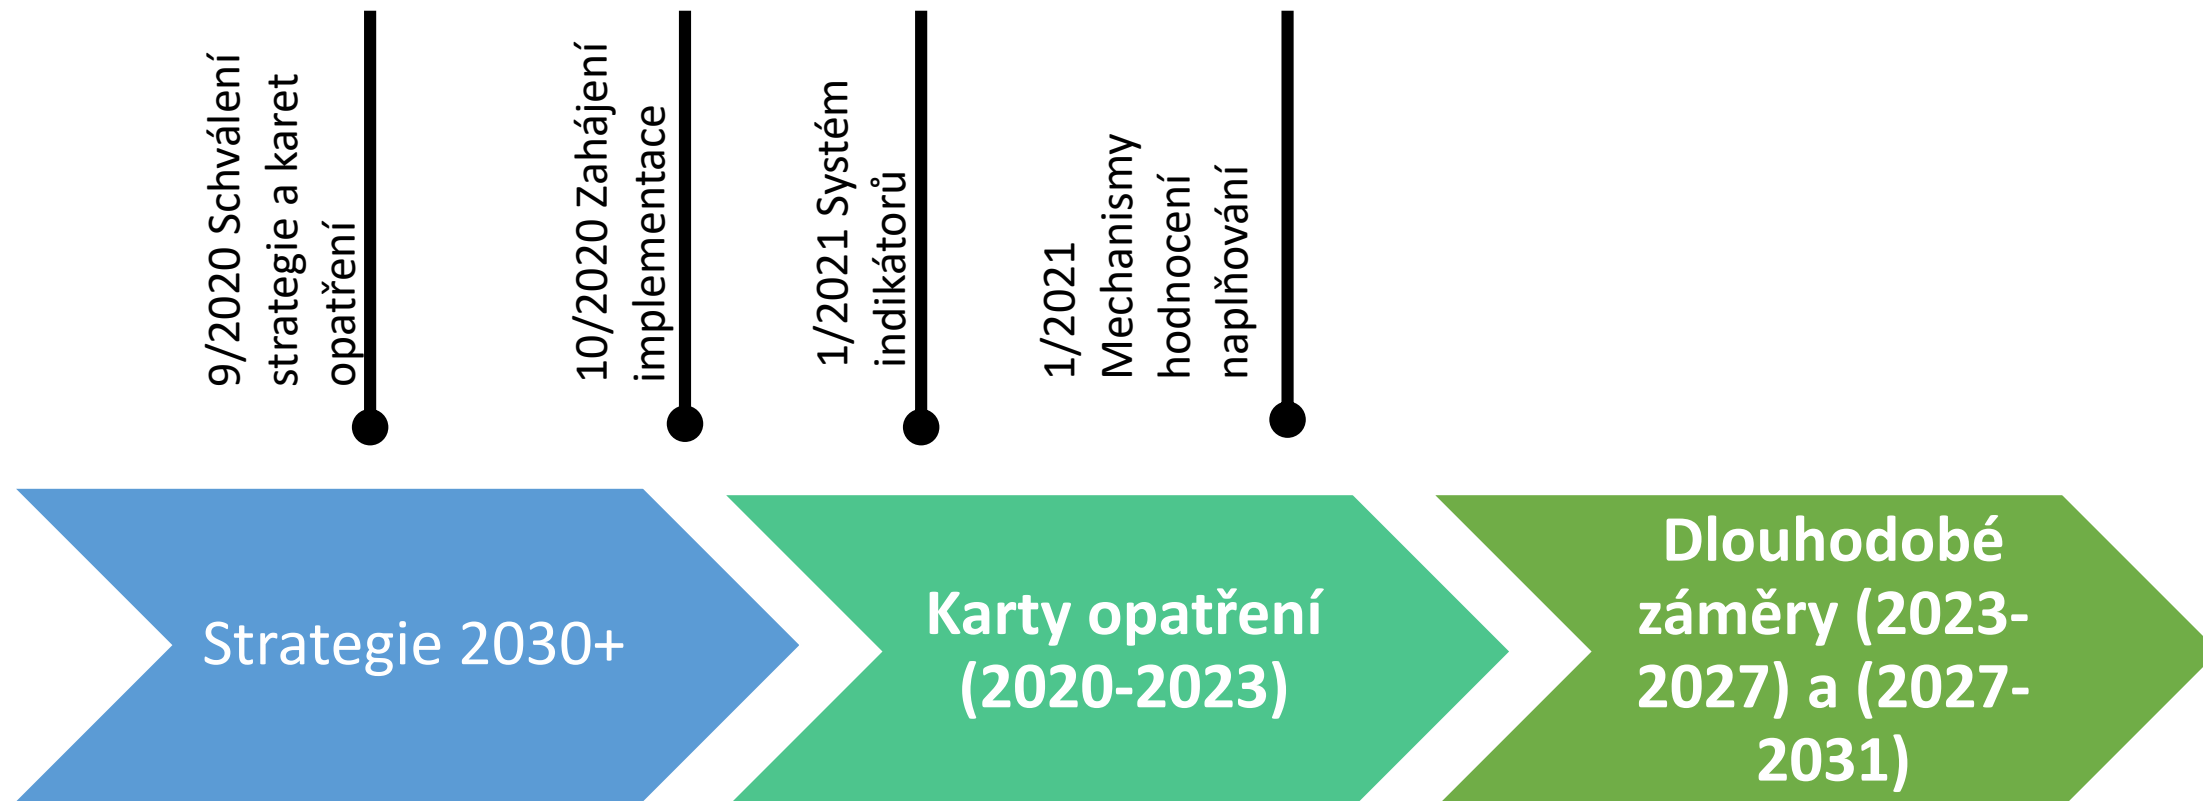 9/2020 Schválení
strategie a karet
opatření
10/2020 Zahájení
implementace
1/2021 Systém
indikátorů
1/2021
Mechanismy
hodnocení
naplňování
Strategie 2030+
Karty opatření
(2020-2023)
Dlouhodobé
záměry (2023-
2027) a (2027-
2031)